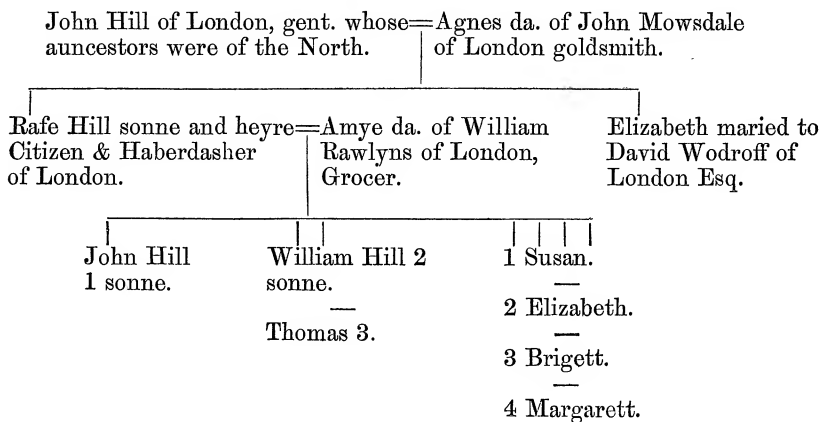 John Hill of London, gent. whose=Agnes da. of John Mowsdale
auncestors were of the North. of London goldsmith.
Rafe Hill sonne and heyre=Amye da. of William
Citizen & Haberdasher Rawlyns of London,
of London. Grocer.
Elizabeth maried to
David Wodroff of
London Esq.
John Hill
1 sonne.
William Hill 2
sonne.
—
Thomas 3.
1 Susan.
—
2 Elizabeth.
—
3 Brigett.
—
4 Margarett.